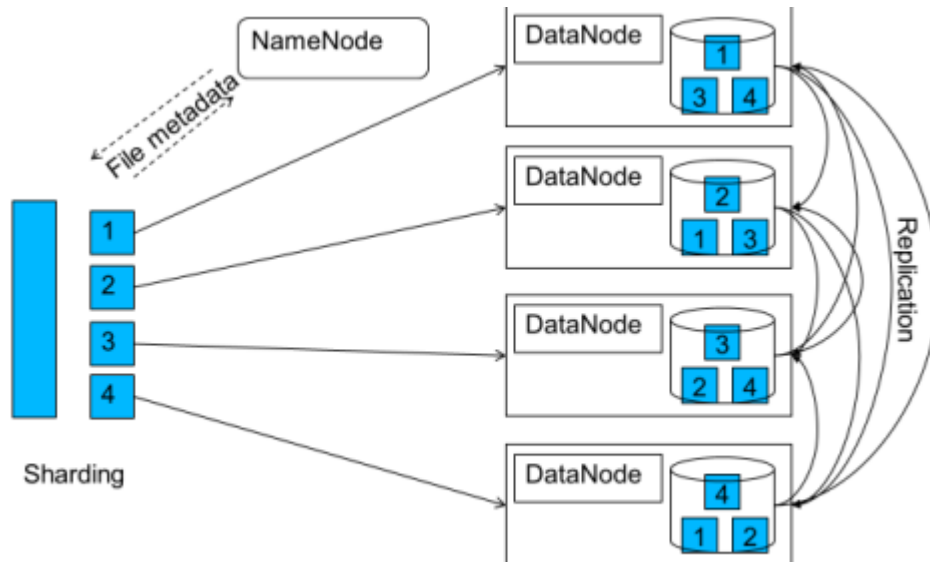 NameNode
File metadata
1
2
3
4
Sharding
DataNode
1
3 4
DataNode
2
1 3
DataNode
3
2 4
DataNode
4
1 2
Replication